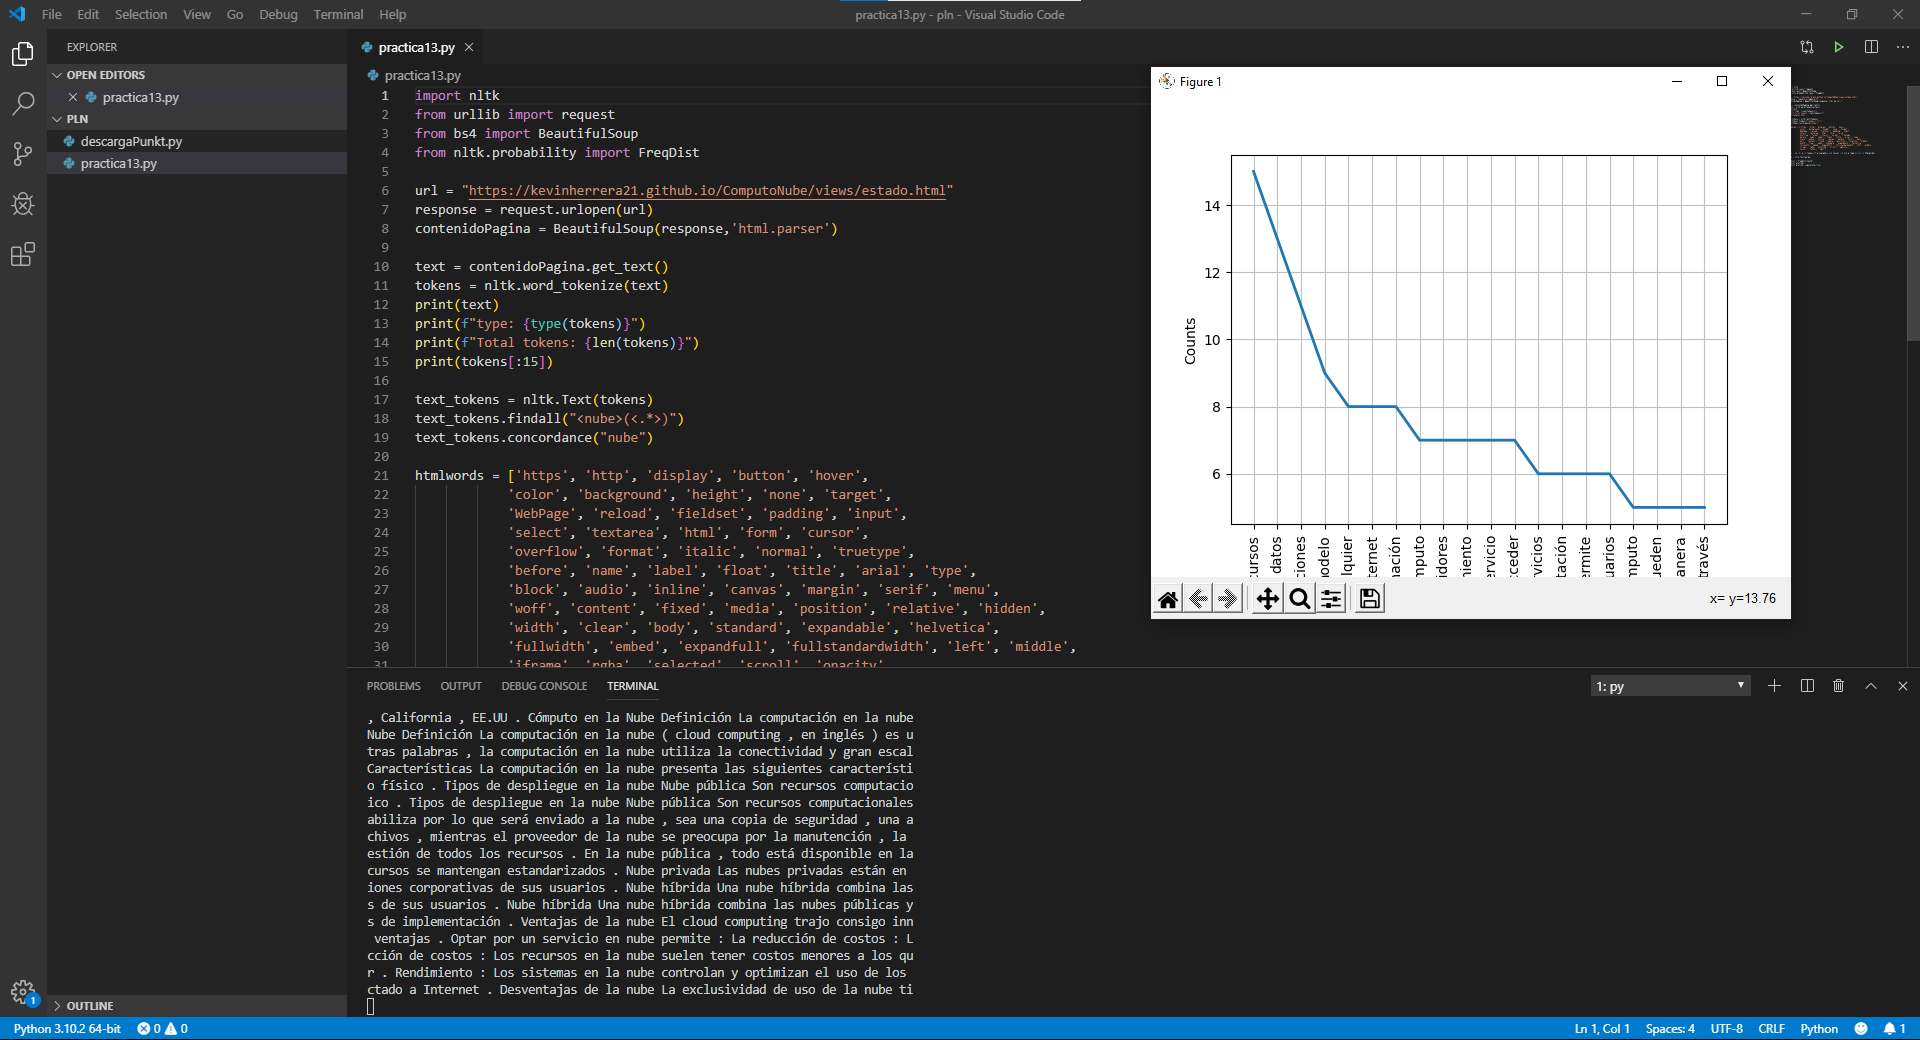 File Edit Selection View Go Debug Terminal Help
practica13.py - pln - Visual Studio Code
EXPLORER
OPEN EDITORS
practica13.py
PLN
descargaPunkt.py
practica13.py
OUTLINE
practica13.py
practica13.py
1 import nltk
2 from urllib import request
3 from bs4 import BeautifulSoup
4 from nltk.probability import FreqDist
5
6 url = "https://kevinherrera21.github.io/ComputoNube/views/estado.html"
7 response = request.urlopen(url)
8 contenidoPagina = BeautifulSoup(response,'html.parser')
9
10 text = contenidoPagina.get_text()
11 tokens = nltk.word_tokenize(text)
12 print(text)
13 print(f"type: {type(tokens)}")
14 print(f"Total tokens: {len(tokens)}")
15 print(tokens[:15])
16
17 text_tokens = nltk.Text(tokens)
18 text_tokens.findall("<nube>(<.*>)")
19 text_tokens.concordance("nube")
20
21 htmlwords = ['https', 'http', 'display', 'button', 'hover',
22 'color', 'background', 'height', 'none', 'target',
23 'WebPage', 'reload', 'fieldset', 'padding', 'input',
24 'select', 'textarea', 'html', 'form', 'cursor',
25 'overflow', 'format', 'italic', 'normal', 'truetype',
26 'before', 'name', 'label', 'float', 'title', 'arial', 'type',
27 'block', 'audio', 'inline', 'canvas', 'margin', 'serif', 'menu',
28 'woff', 'content', 'fixed', 'media', 'position', 'relative', 'hidden',
29 'width', 'clear', 'body', 'standard', 'expandable', 'helvetica',
30 'fullwidth', 'embed', 'expandfull', 'fullstandardwidth', 'left', 'middle',
31 'iframe', 'rgba', 'selected', 'scroll', 'opacity',
Figure 1
14
12
10
8
6
Counts
cursos
datos
ciones
modelo
lquier
ternet
mación
mputo
idores
miento
ervicio
cceder
rvicios
tación
ermite
uarios
mputo
ueden
anera
través
x= y=13.76
PROBLEMS OUTPUT DEBUG CONSOLE TERMINAL
1: py
, California , EE.UU . Cómputo en la Nube Definición La computación en la nube
Nube Definición La computación en la nube ( cloud computing , en inglés ) es u
tras palabras , la computación en la nube utiliza la conectividad y gran escal
Características La computación en la nube presenta las siguientes característi
o físico . Tipos de despliegue en la nube Nube pública Son recursos computacio
ico . Tipos de despliegue en la nube Nube pública Son recursos computacionales
abiliza por lo que será enviado a la nube , sea una copia de seguridad , una a
chivos , mientras el proveedor de la nube se preocupa por la manutención , la
estión de todos los recursos . En la nube pública , todo está disponible en la
cursos se mantengan estandarizados . Nube privada Las nubes privadas están en
iones corporativas de sus usuarios . Nube híbrida Una nube híbrida combina las
s de sus usuarios . Nube híbrida Una nube híbrida combina las nubes públicas y
s de implementación . Ventajas de la nube El cloud computing trajo consigo inn
ventajas . Optar por un servicio en nube permite : La reducción de costos : L
cción de costos : Los recursos en la nube suelen tener costos menores a los qu
r . Rendimiento : Los sistemas en la nube controlan y optimizan el uso de los
ctado a Internet . Desventajas de la nube La exclusividad de uso de la nube ti
1
Python 3.10.2 64-bit 0 0
Ln 1, Col 1 Spaces: 4 UTF-8 CRLF Python 1